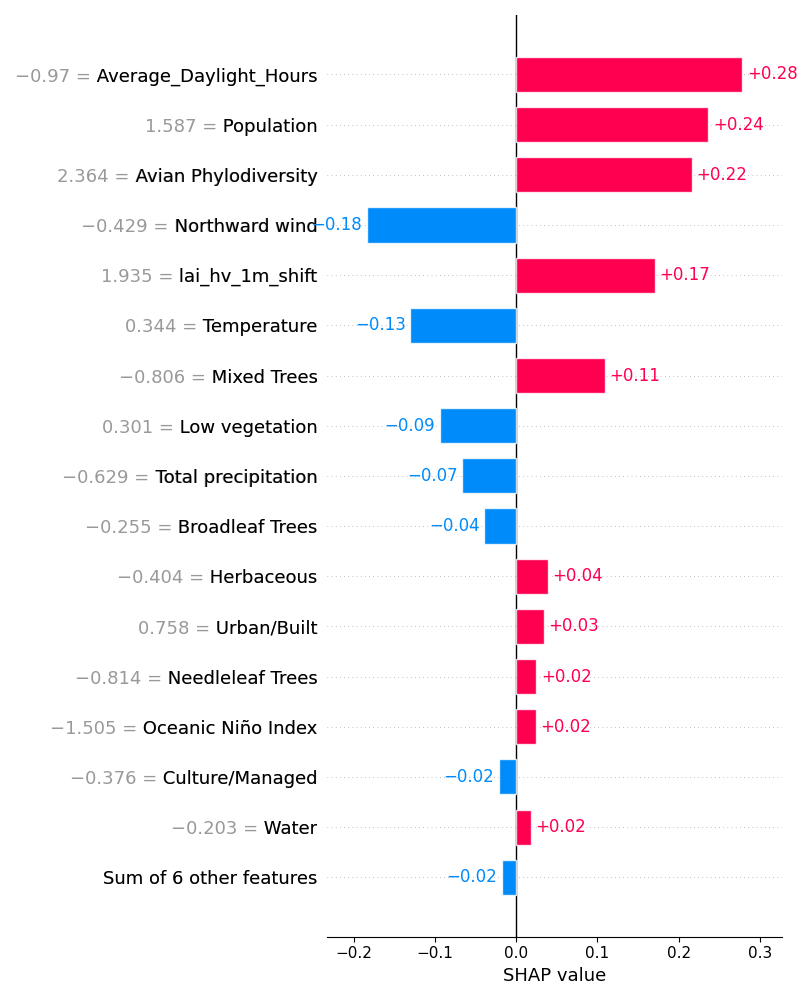 −0.97 = Average_Daylight_Hours +0.28
1.587 = Population +0.24
2.364 = Avian Phylodiversity +0.22
−0.429 = Northward wind −0.18
1.935 = lai_hv_1m_shift +0.17
0.344 = Temperature −0.13
−0.806 = Mixed Trees +0.11
0.301 = Low vegetation −0.09
−0.629 = Total precipitation −0.07
−0.255 = Broadleaf Trees −0.04
−0.404 = Herbaceous +0.04
0.758 = Urban/Built +0.03
−0.814 = Needleleaf Trees +0.02
−1.505 = Oceanic Niño Index +0.02
−0.376 = Culture/Managed −0.02
−0.203 = Water +0.02
Sum of 6 other features −0.02
−0.2 −0.1 0.0 0.1 0.2 0.3
SHAP value